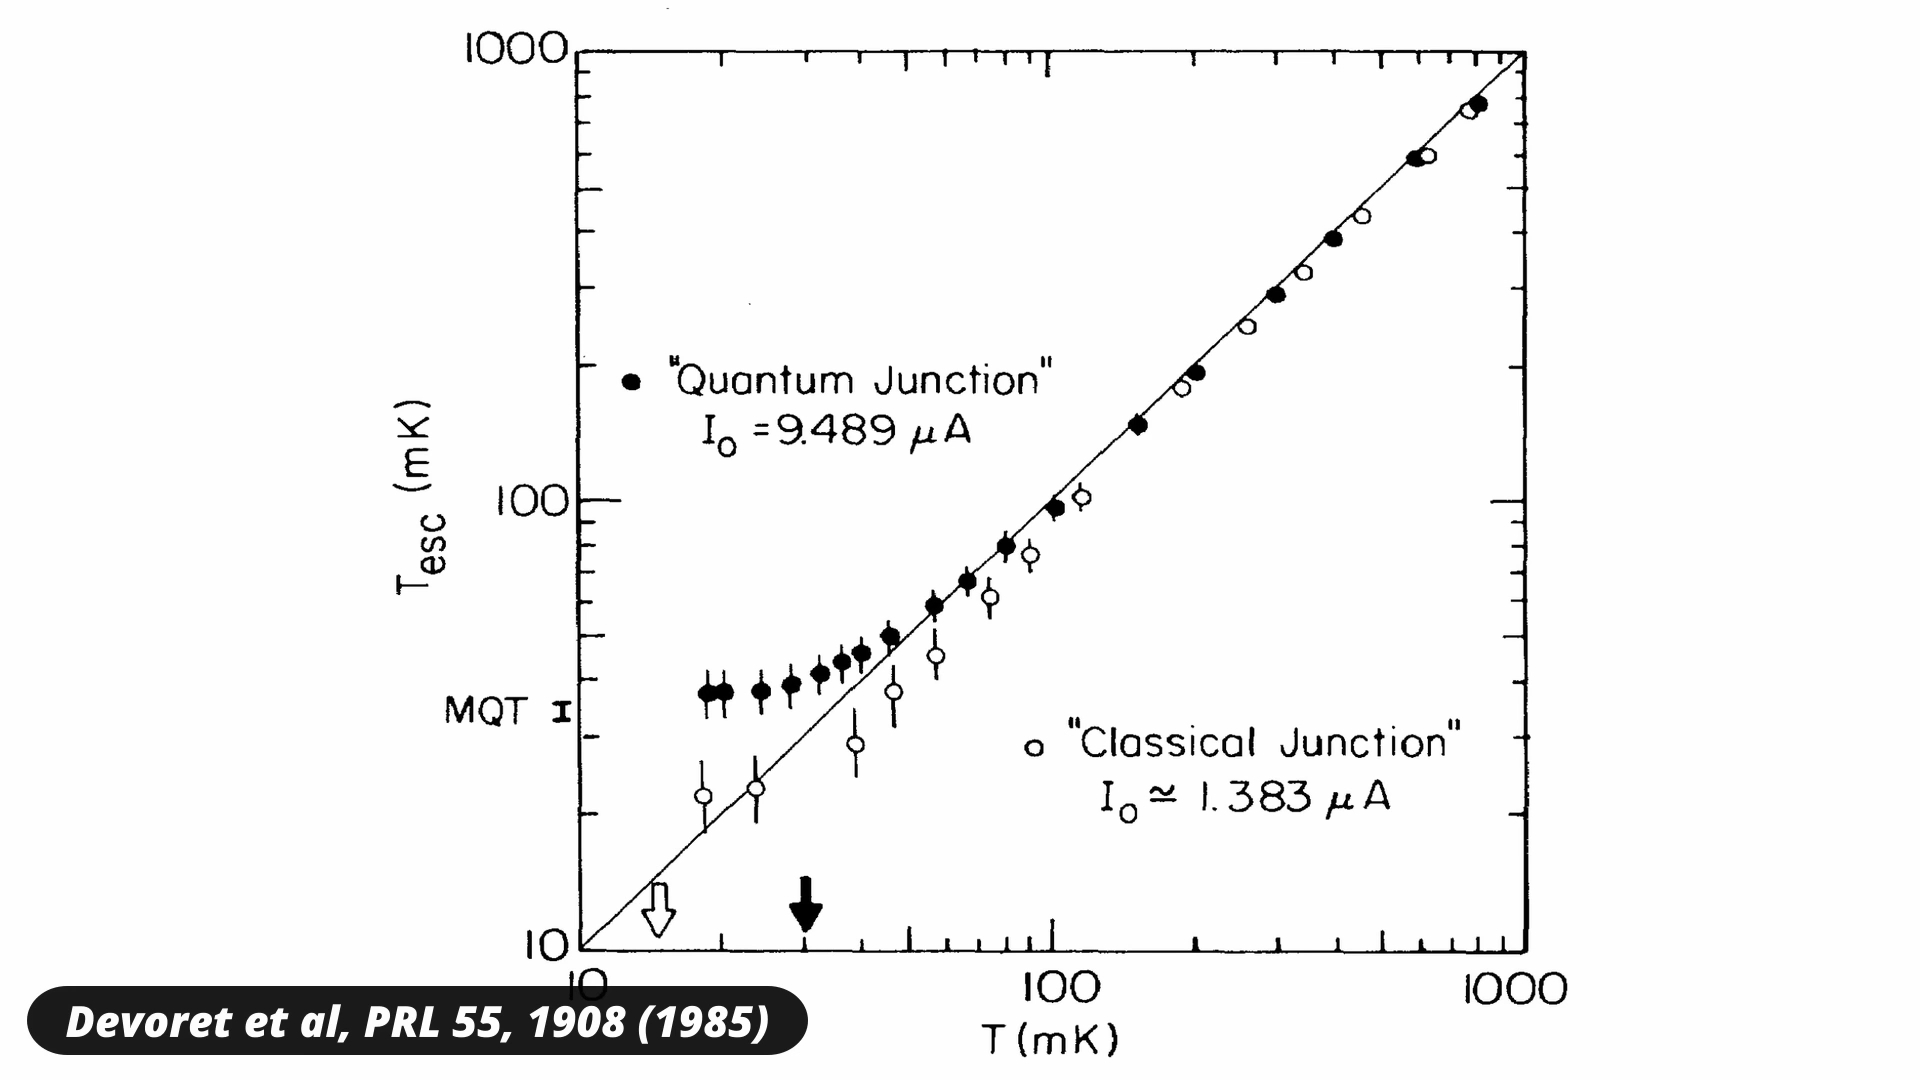 1000
"Quantum Junction"
I₀ = 9.489 μA
Tesc (mK)
100
MQT I
"Classical Junction"
I₀ ≃ 1.383 μA
10
10 100 1000
T (mK)
Devoret et al, PRL 55, 1908 (1985)